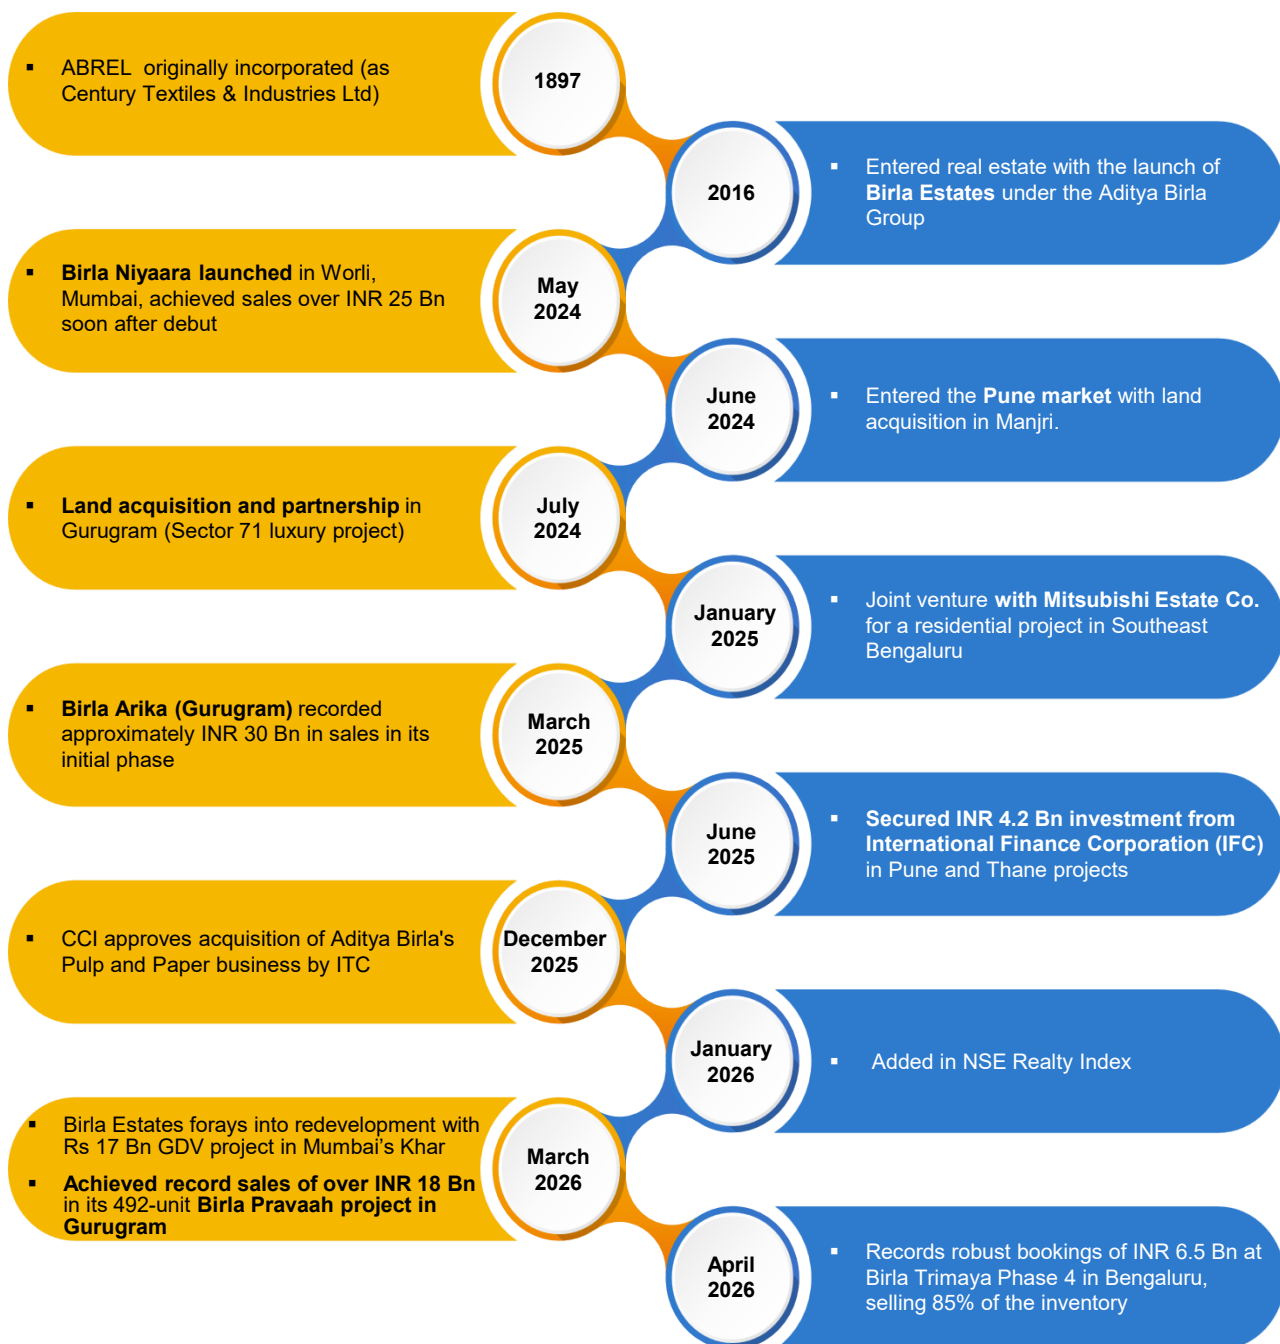 ▪ ABREL originally incorporated (as
Century Textiles & Industries Ltd)
1897
2016
▪ Entered real estate with the launch of
Birla Estates under the Aditya Birla
Group
▪ Birla Niyaara launched in Worli,
Mumbai, achieved sales over INR 25 Bn
soon after debut
May
2024
June
2024
▪ Entered the Pune market with land
acquisition in Manjri.
▪ Land acquisition and partnership in
Gurugram (Sector 71 luxury project)
July
2024
January
2025
▪ Joint venture with Mitsubishi Estate Co.
for a residential project in Southeast
Bengaluru
▪ Birla Arika (Gurugram) recorded
approximately INR 30 Bn in sales in its
initial phase
March
2025
June
2025
▪ Secured INR 4.2 Bn investment from
International Finance Corporation (IFC)
in Pune and Thane projects
▪ CCI approves acquisition of Aditya Birla's
Pulp and Paper business by ITC
December
2025
January
2026
▪ Added in NSE Realty Index
▪ Birla Estates forays into redevelopment with
Rs 17 Bn GDV project in Mumbai’s Khar
▪ Achieved record sales of over INR 18 Bn
in its 492-unit Birla Pravaah project in
Gurugram
March
2026
April
2026
▪ Records robust bookings of INR 6.5 Bn at
Birla Trimaya Phase 4 in Bengaluru,
selling 85% of the inventory